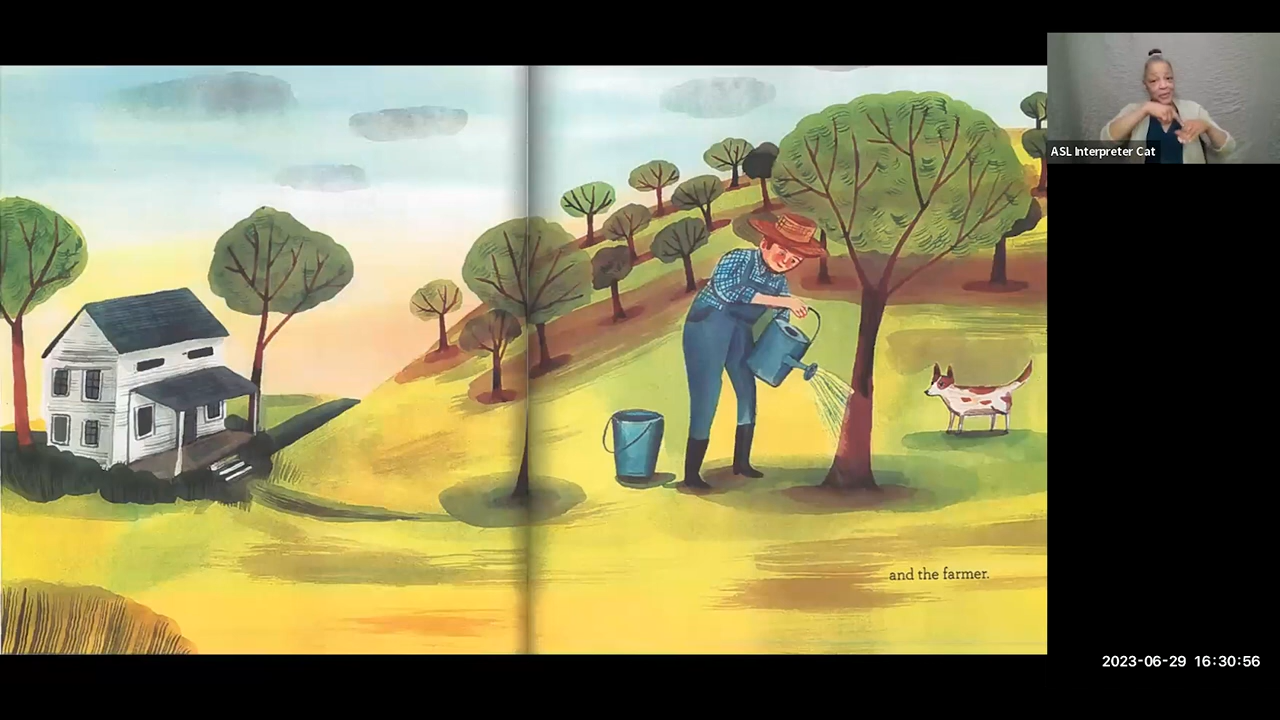 ASL Interpreter Cat
and the farmer.
2023-06-29 16:30:56